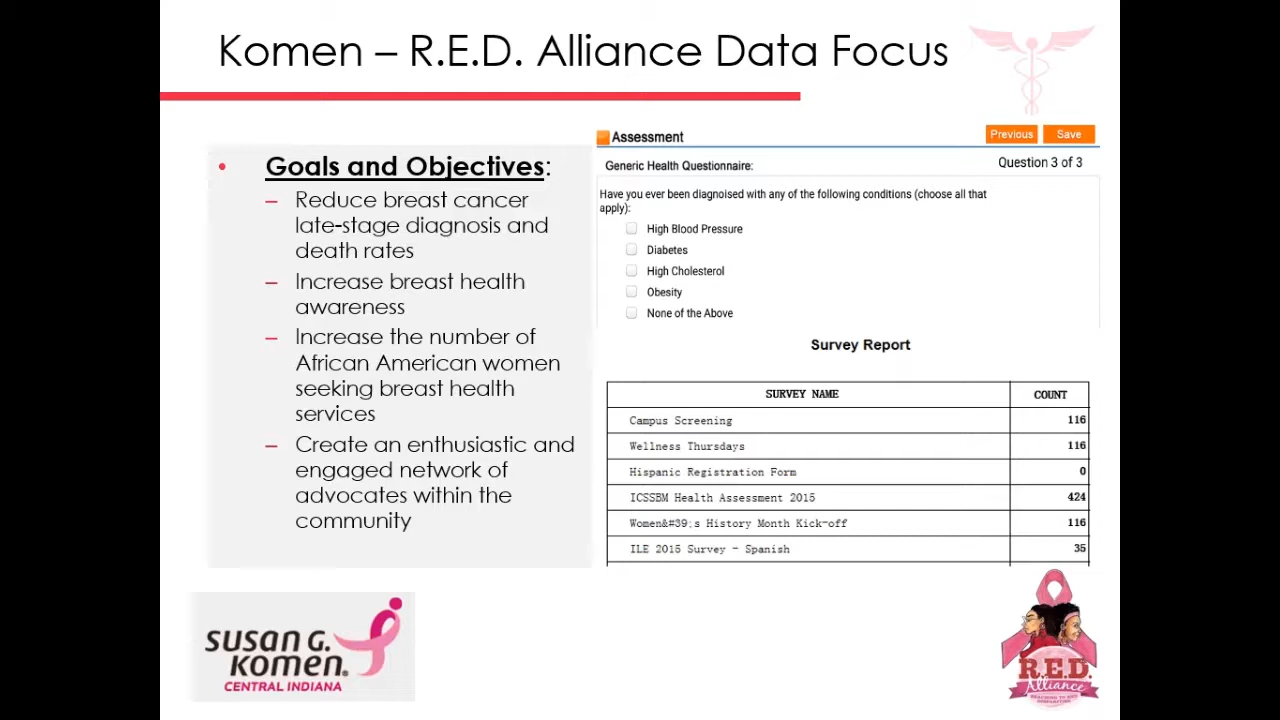 Komen – R.E.D. Alliance Data Focus
• Goals and Objectives:
– Reduce breast cancer
late-stage diagnosis and
death rates
– Increase breast health
awareness
– Increase the number of
African American women
seeking breast health
services
– Create an enthusiastic and
engaged network of
advocates within the
community
Assessment
Previous Save
Generic Health Questionnaire: Question 3 of 3
Have you ever been diagnoised with any of the following conditions (choose all that
apply):
High Blood Pressure
Diabetes
High Cholesterol
Obesity
None of the Above
Survey Report
SURVEY NAME COUNT
Campus Screening 116
Wellness Thursdays 116
Hispanic Registration Form 0
ICSSBM Health Assessment 2015 424
Women&#39;s History Month Kick-off 116
ILE 2015 Survey - Spanish 35
susan G.
komen®
CENTRAL INDIANA
R.E.D.
Alliance
REACHING TO END
DISPARITIES